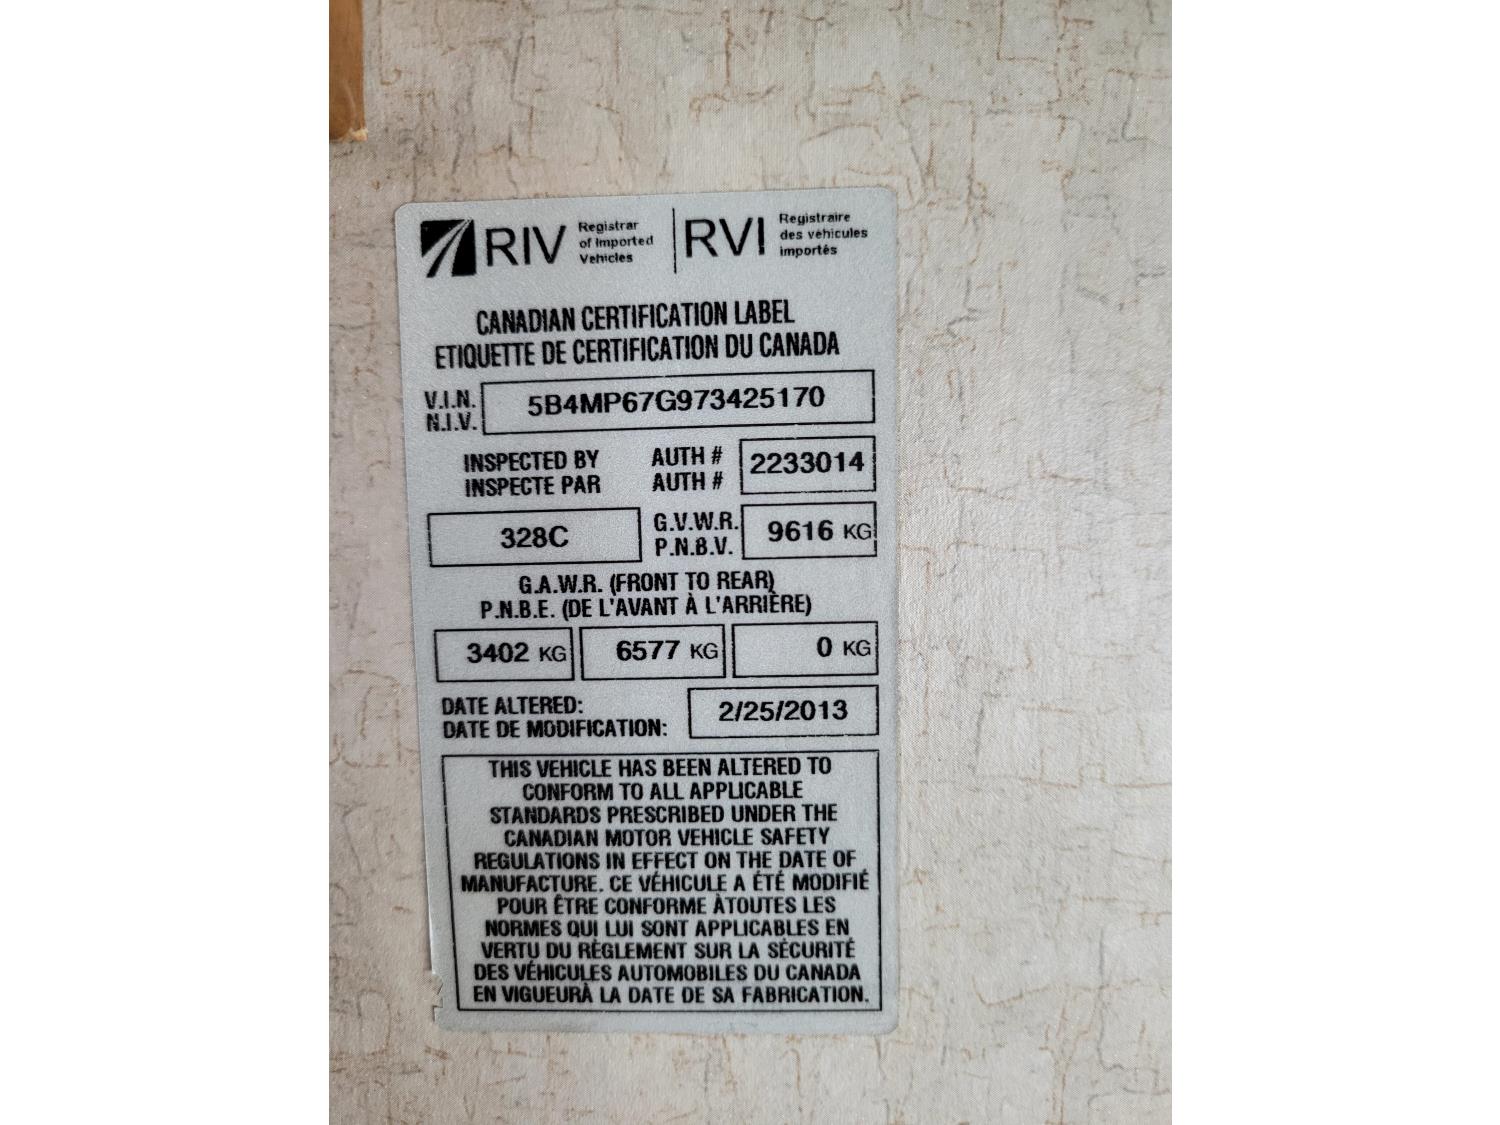 RIV Registrar of Imported Vehicles | RVI Registraire des véhicules importés
CANADIAN CERTIFICATION LABEL
ETIQUETTE DE CERTIFICATION DU CANADA
V.I.N. 5B4MP67G973425170
N.I.V.
INSPECTED BY AUTH # 2233014
INSPECTE PAR AUTH #
328C G.V.W.R. 9616 KG
P.N.B.V.
G.A.W.R. (FRONT TO REAR)
P.N.B.E. (DE L'AVANT À L'ARRIÈRE)
3402 KG 6577 KG 0 KG
DATE ALTERED: 2/25/2013
DATE DE MODIFICATION:
THIS VEHICLE HAS BEEN ALTERED TO
CONFORM TO ALL APPLICABLE
STANDARDS PRESCRIBED UNDER THE
CANADIAN MOTOR VEHICLE SAFETY
REGULATIONS IN EFFECT ON THE DATE OF
MANUFACTURE. CE VÉHICULE A ÉTÉ MODIFIÉ
POUR ÊTRE CONFORME ÀTOUTES LES
NORMES QUI LUI SONT APPLICABLES EN
VERTU DU RÈGLEMENT SUR LA SÉCURITÉ
DES VÉHICULES AUTOMOBILES DU CANADA
EN VIGUEURÀ LA DATE DE SA FABRICATION.